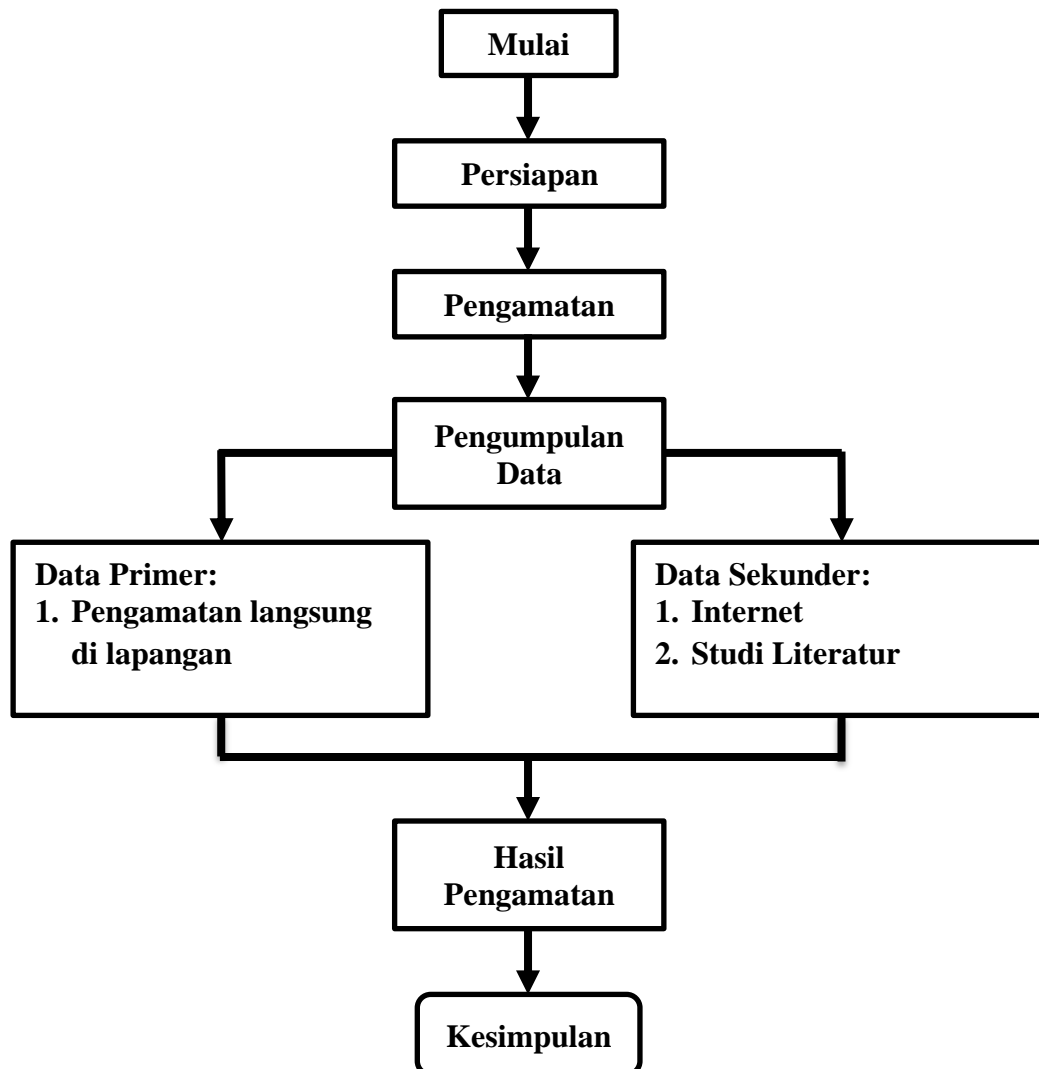 Mulai
Persiapan
Pengamatan
Pengumpulan
Data
Data Primer:
1. Pengamatan langsung
di lapangan
Data Sekunder:
1. Internet
2. Studi Literatur
Hasil
Pengamatan
Kesimpulan